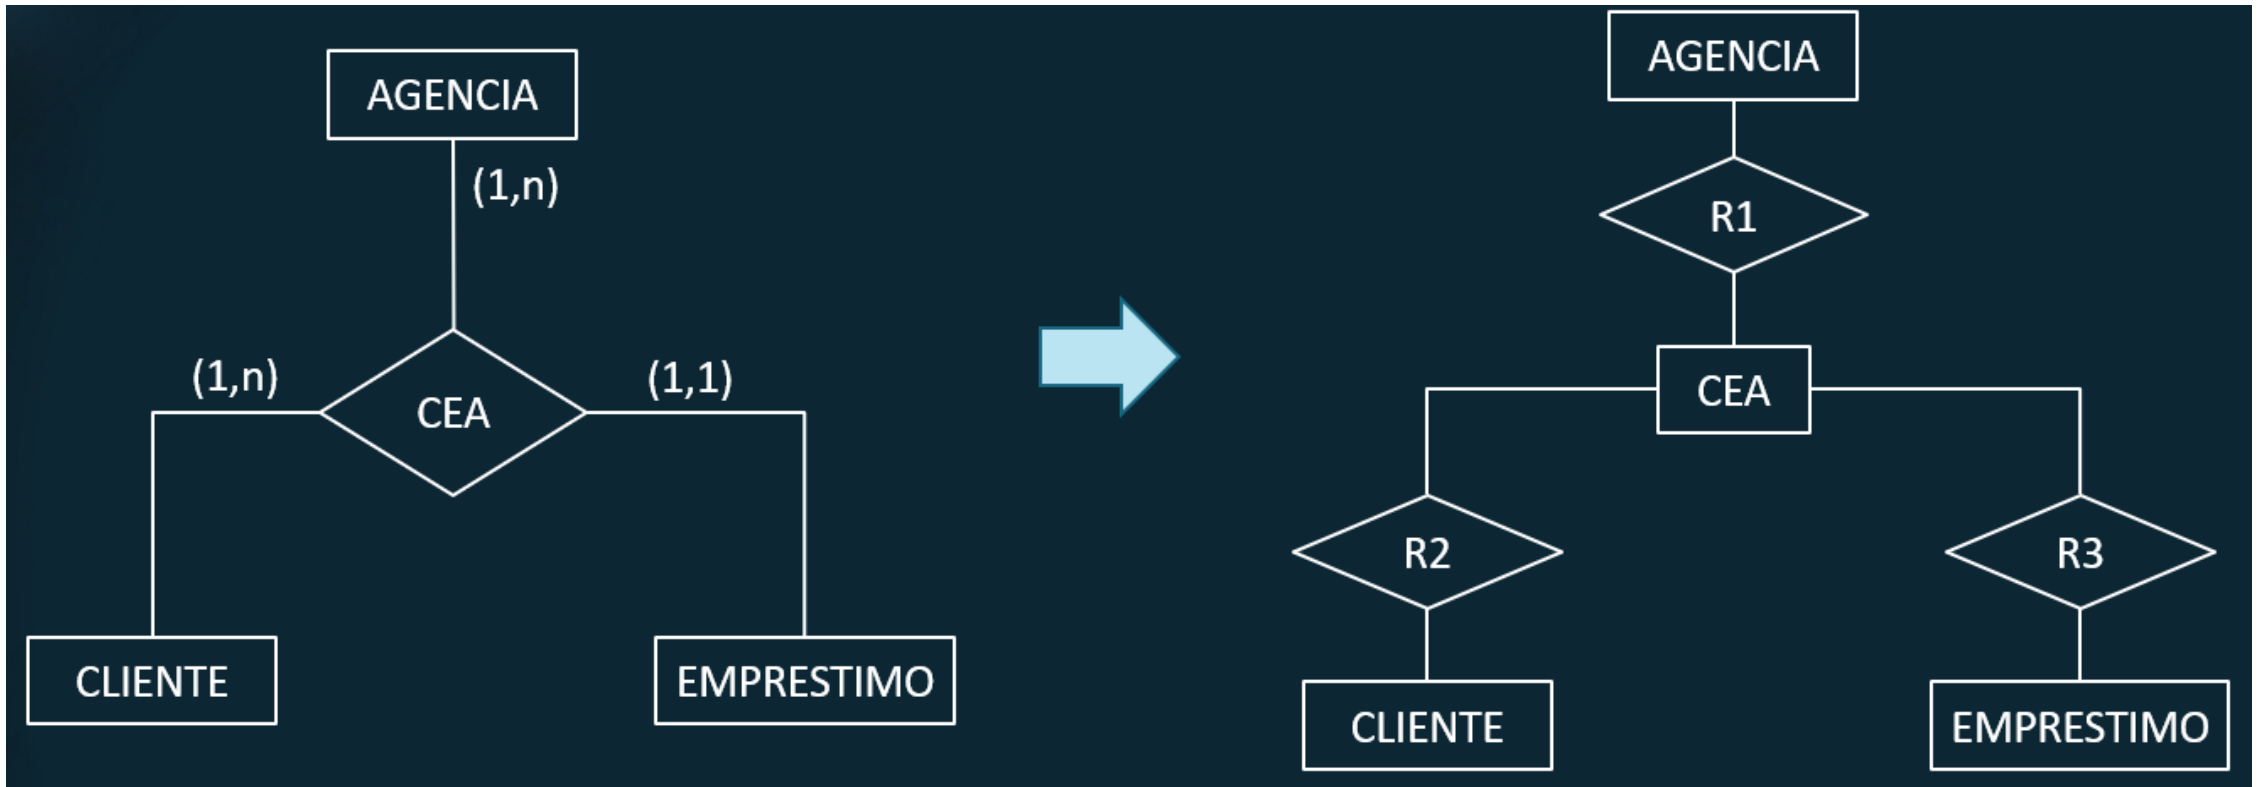 AGENCIA
(1,n)
(1,n)
CEA
(1,1)
CLIENTE
EMPRESTIMO
AGENCIA
R1
CEA
R2
R3
CLIENTE
EMPRESTIMO